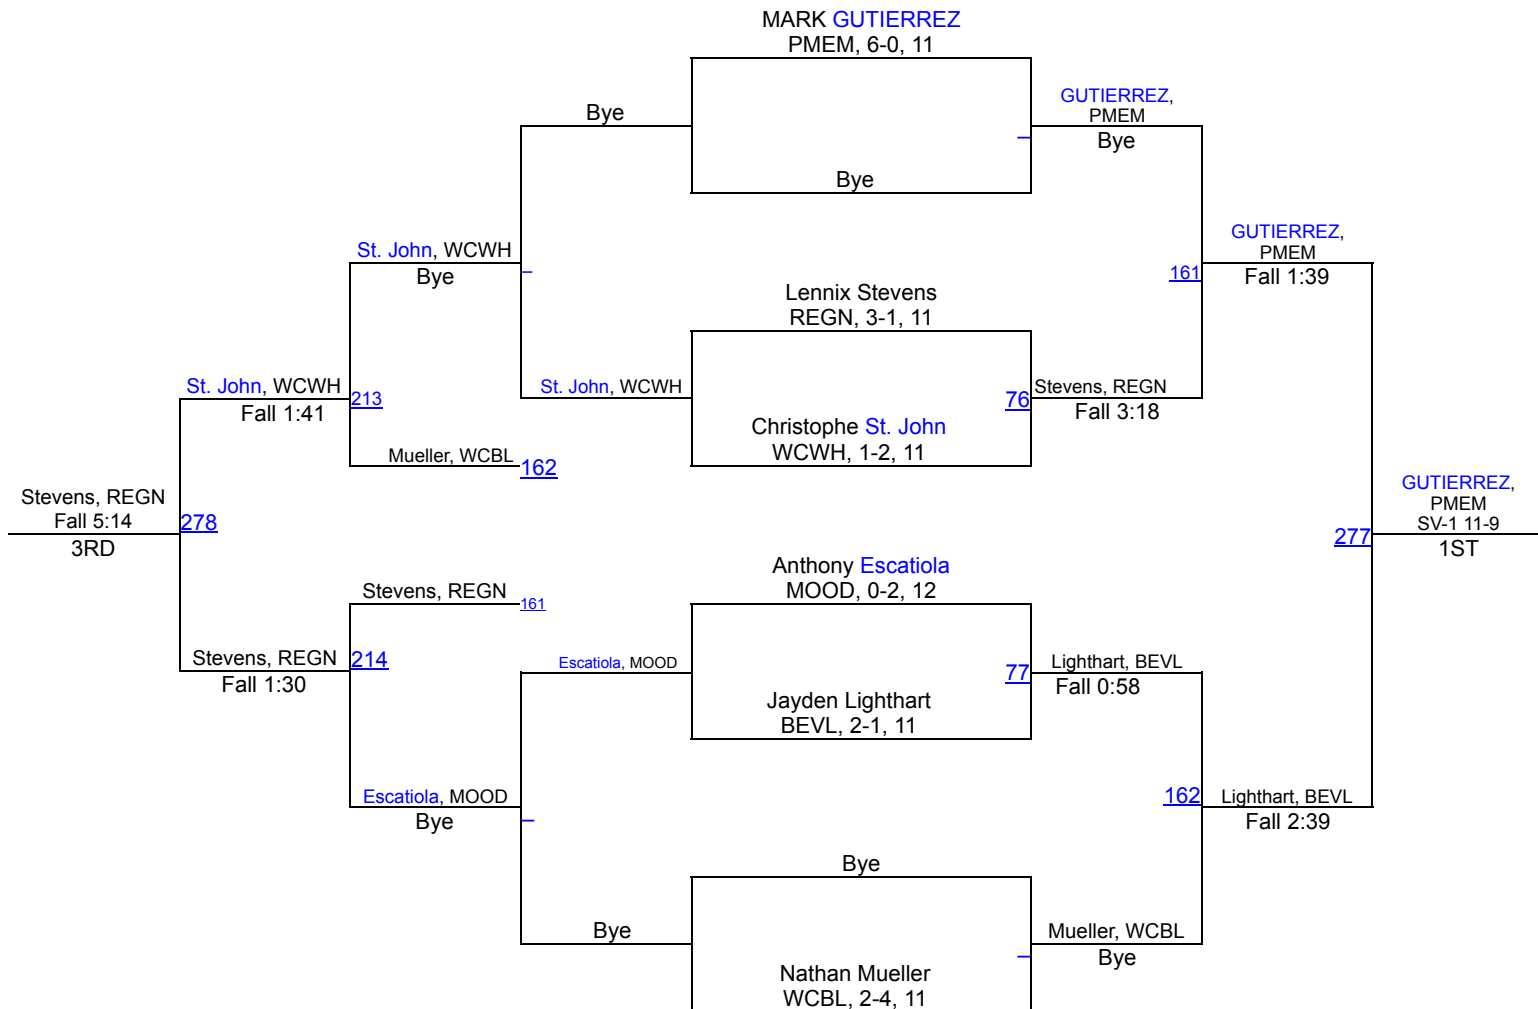 MARK GUTIERREZ
PMEM, 6-0, 11
Bye
GUTIERREZ,
PMEM
Bye
Bye
St. John, WCWH
Bye
GUTIERREZ,
PMEM
Fall 1:39
161
Lennix Stevens
REGN, 3-1, 11
St. John, WCWH
Fall 1:41
213
St. John, WCWH
76
Stevens, REGN
Fall 3:18
Christophe St. John
WCWH, 1-2, 11
Mueller, WCBL
162
Stevens, REGN
Fall 5:14
3RD
278
277
GUTIERREZ,
PMEM
SV-1 11-9
1ST
Anthony Escatiola
MOOD, 0-2, 12
Stevens, REGN
161
Stevens, REGN
Fall 1:30
214
Escatiola, MOOD
77
Lighthart, BEVL
Fall 0:58
Jayden Lighthart
BEVL, 2-1, 11
Escatiola, MOOD
Bye
162
Lighthart, BEVL
Fall 2:39
Bye
Bye
Mueller, WCBL
Bye
Nathan Mueller
WCBL, 2-4, 11